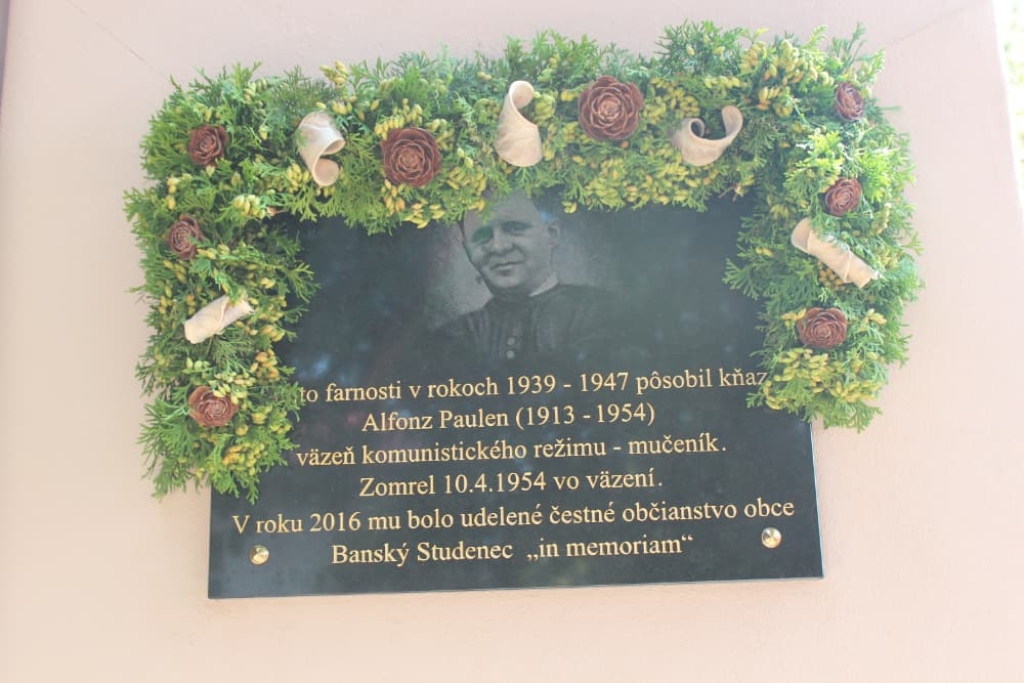 to farnosti v rokoch 1939 - 1947 pôsobil kňaz
Alfonz Paulen (1913 - 1954)
väzeň komunistického režimu - mučeník.
Zomrel 10.4.1954 vo väzení.
V roku 2016 mu bolo udelené čestné občianstvo obce
Banský Studenec „in memoriam“